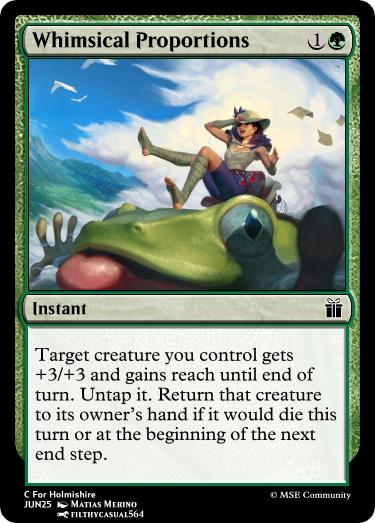 Whimsical Proportions 1
Instant
Target creature you control gets
+3/+3 and gains reach until end of
turn. Untap it. Return that creature
to its owner's hand if it would die this
turn or at the beginning of the next
end step.
C For Holmishire
JUN25 Matias Merino © MSE Community
filthycasual564